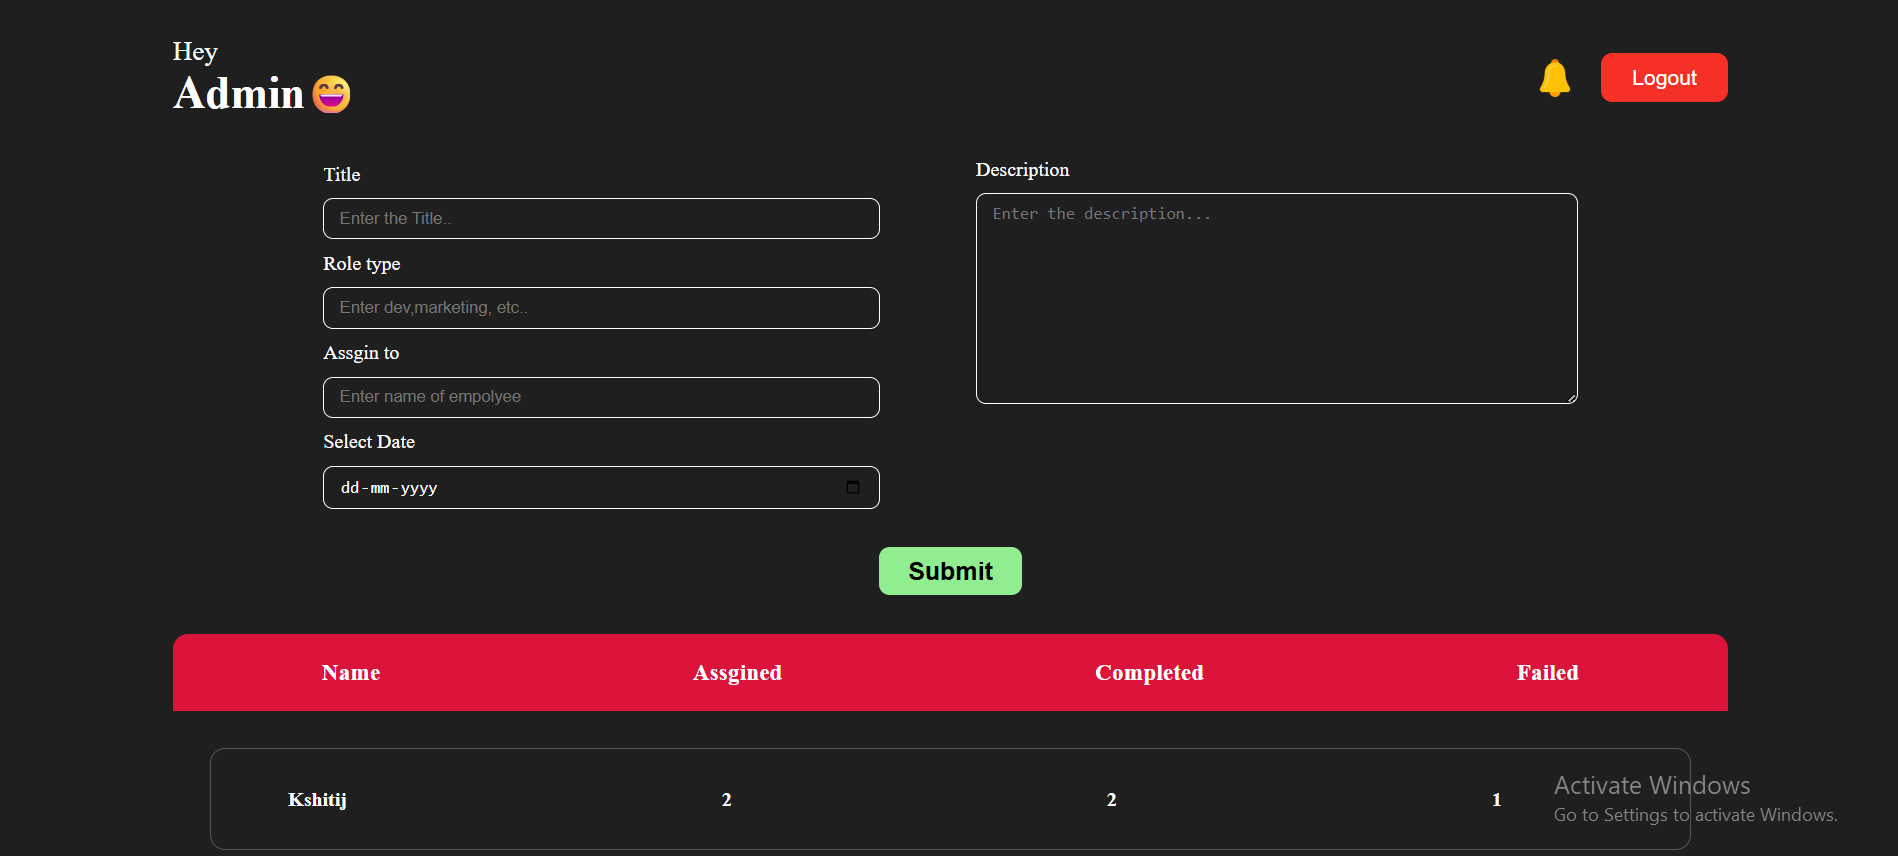 Hey
Admin😄
Logout
Title
Enter the Title..
Role type
Enter dev,marketing, etc..
Assgin to
Enter name of empolyee
Select Date
dd-mm-yyyy
Description
Enter the description...
Submit
Name Assgined Completed Failed
Kshitij 2 2 1
Activate Windows
Go to Settings to activate Windows.